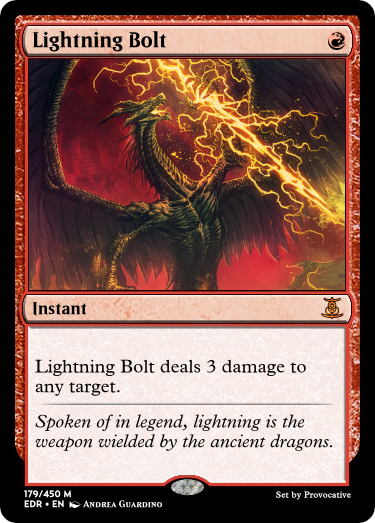 Lightning Bolt
Instant
Lightning Bolt deals 3 damage to
any target.
Spoken of in legend, lightning is the
weapon wielded by the ancient dragons.
179/450 M
EDR • EN Andrea Guardino
Set by Provocative